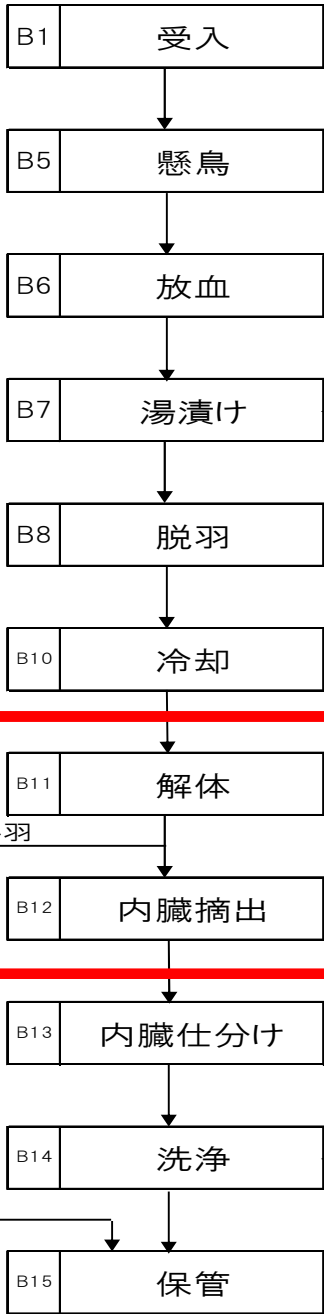 B1 受入
B5 懸鳥
B6 放血
B7 湯漬け
B8 脱羽
B10 冷却
B11 解体
羽
B12 内臓摘出
B13 内臓仕分け
B14 洗浄
B15 保管